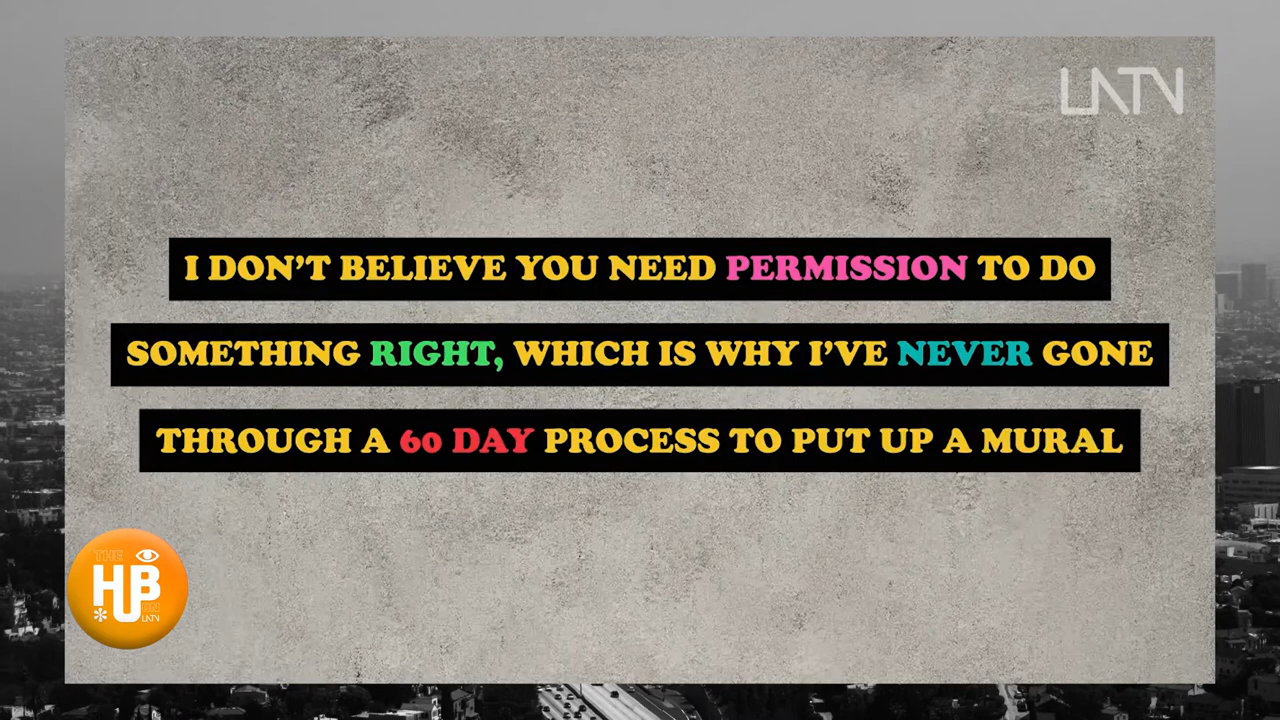 LATV
I DON'T BELIEVE YOU NEED PERMISSION TO DO
SOMETHING RIGHT, WHICH IS WHY I'VE NEVER GONE
THROUGH A 60 DAY PROCESS TO PUT UP A MURAL
THE
HUB
ON
LATV